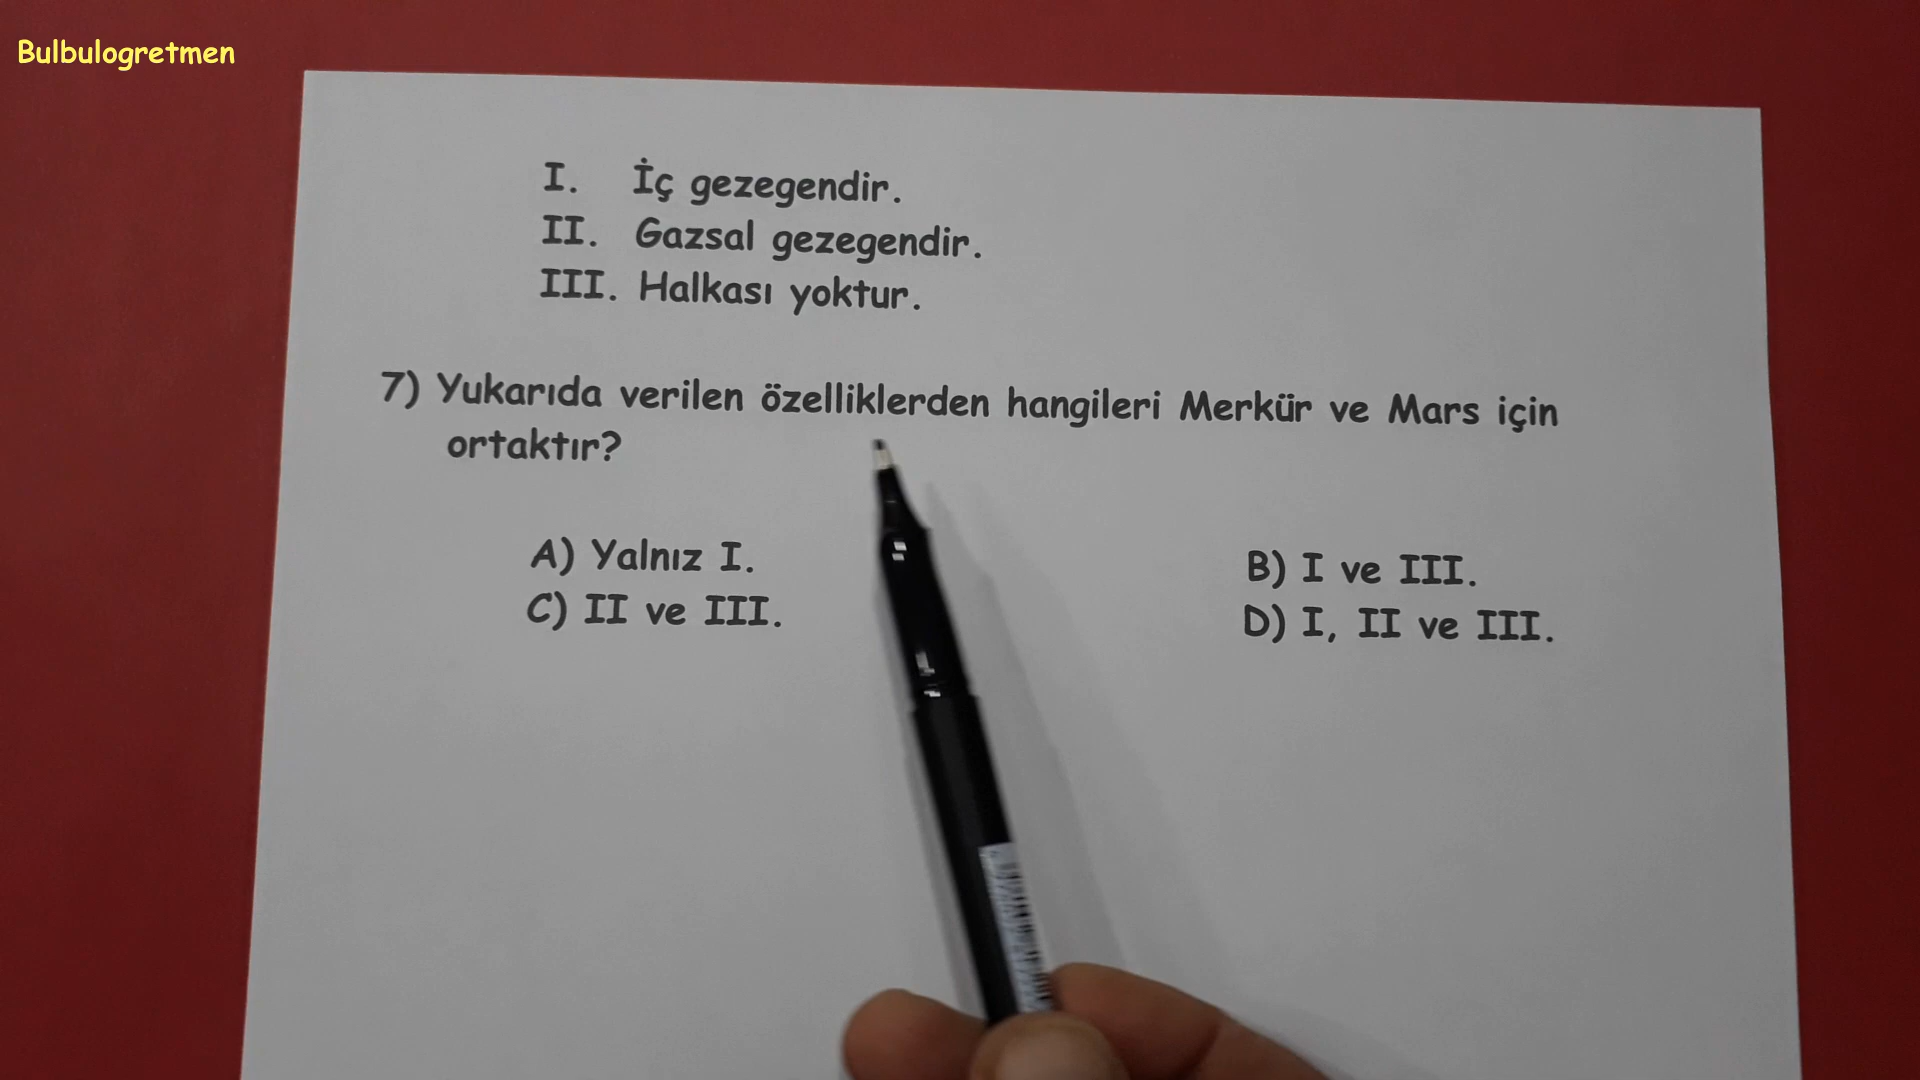 Bulbulogretmen
I. İç gezegendir.
II. Gazsal gezegendir.
III. Halkası yoktur.
7) Yukarıda verilen özelliklerden hangileri Merkür ve Mars için
ortaktır?
A) Yalnız I. B) I ve III.
C) II ve III. D) I, II ve III.